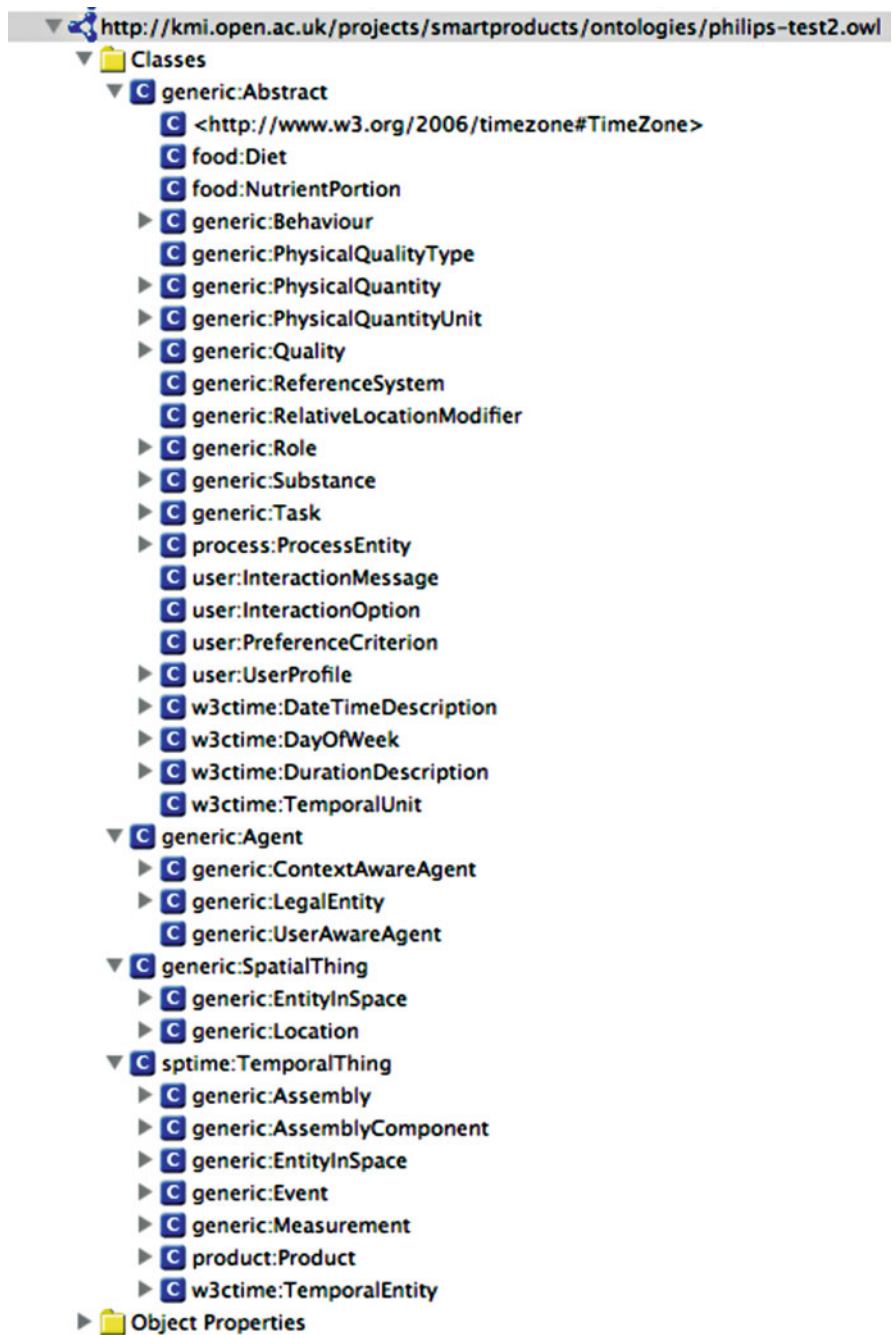 http://kmi.open.ac.uk/projects/smartproducts/ontologies/philips-test2.owl
Classes
C generic:Abstract
C <http://www.w3.org/2006/timezone#TimeZone>
C food:Diet
C food:NutrientPortion
C generic:Behaviour
C generic:PhysicalQualityType
C generic:PhysicalQuantity
C generic:PhysicalQuantityUnit
C generic:Quality
C generic:ReferenceSystem
C generic:RelativeLocationModifier
C generic:Role
C generic:Substance
C generic:Task
C process:ProcessEntity
C user:InteractionMessage
C user:InteractionOption
C user:PreferenceCriterion
C user:UserProfile
C w3ctime:DateTimeDescription
C w3ctime:DayOfWeek
C w3ctime:DurationDescription
C w3ctime:TemporalUnit
C generic:Agent
C generic:ContextAwareAgent
C generic:LegalEntity
C generic:UserAwareAgent
C generic:SpatialThing
C generic:EntityInSpace
C generic:Location
C sptime:TemporalThing
C generic:Assembly
C generic:AssemblyComponent
C generic:EntityInSpace
C generic:Event
C generic:Measurement
C product:Product
C w3ctime:TemporalEntity
Object Properties